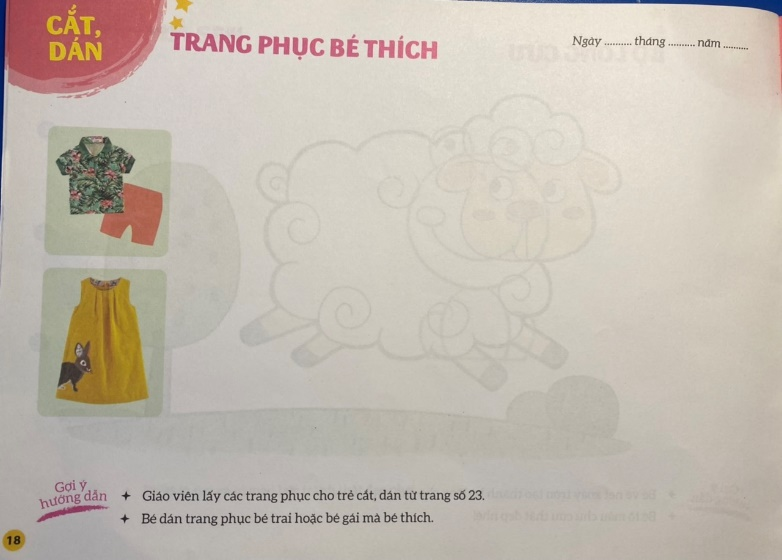 CẮT,
DÁN
TRANG PHỤC BÉ THÍCH
Ngày .......... tháng .......... năm ..........
Gợi ý
hướng dẫn
Giáo viên lấy các trang phục cho trẻ cắt, dán từ trang số 23.
Bé dán trang phục bé trai hoặc bé gái mà bé thích.
18